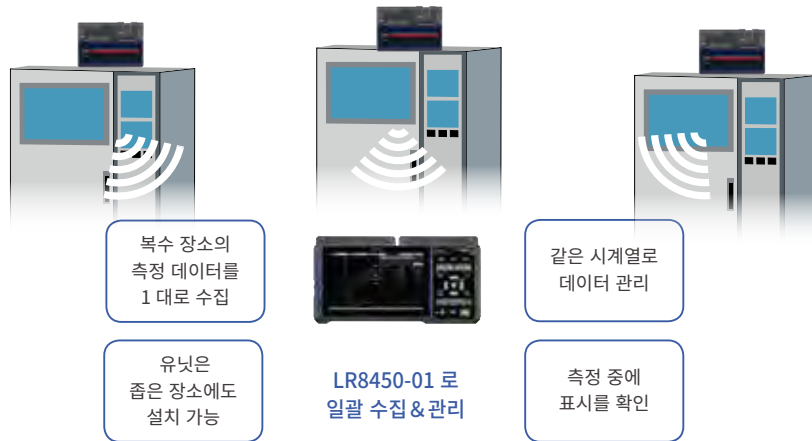 복수 장소의
측정 데이터를
1 대로 수집
같은 시계열로
데이터 관리
유닛은
좁은 장소에도
설치 가능
LR8450-01 로
일괄 수집&관리
측정 중에
표시를 확인